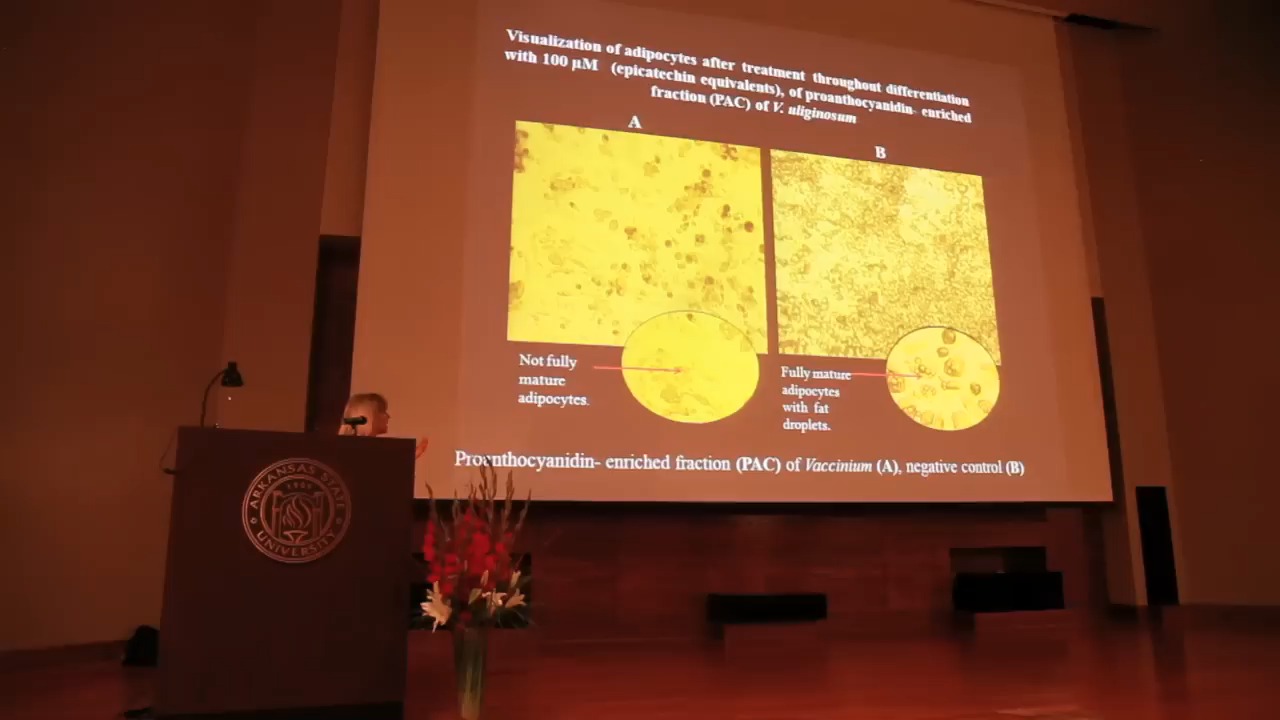 Visualization of adipocytes after treatment throughout differentiation
with 100 µM (epicatechin equivalents), of proanthocyanidin- enriched
fraction (PAC) of V. uliginosum
A
B
Not fully
mature
adipocytes.
Fully mature
adipocytes
with fat
droplets.
Proanthocyanidin- enriched fraction (PAC) of Vaccinium (A), negative control (B)
ARKANSAS STATE
UNIVERSITY